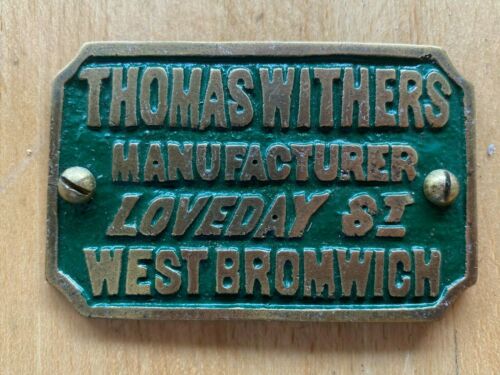 THOMAS WITHERS
MANUFACTURER
LOVEDAY ST
WEST BROMWICH